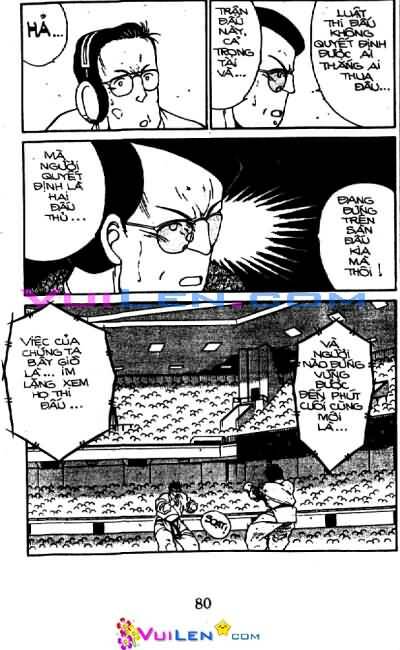 HẢ...
TRẬN
ĐẤU
NÀY,
CẢ
TRỌNG
TÀI
VÀ...
LUẬT
THI ĐẤU
KHÔNG
QUYẾT ĐỊNH
ĐƯỢC AI
THẮNG AI
THUA
ĐÂU...
MÀ
NGƯỜI
QUYẾT
ĐỊNH LÀ
HAI
ĐẤU
THỦ...
ĐANG
ĐỨNG
TRÊN
SÀN
ĐẤU
KÌA
MÀ
THÔI!
VUILEN.COM
VIỆC CỦA
CHÚNG TA
BÂY GIỜ
LÀ... IM
LẶNG XEM
HỌ THI
ĐẤU...
VÀ
NGƯỜI
NÀO ĐỨNG
VỮNG
ĐƯỢC
ĐẾN PHÚT
CUỐI CÙNG
MỚI
LÀ...
SOẠT!
80
VUILEN.COM